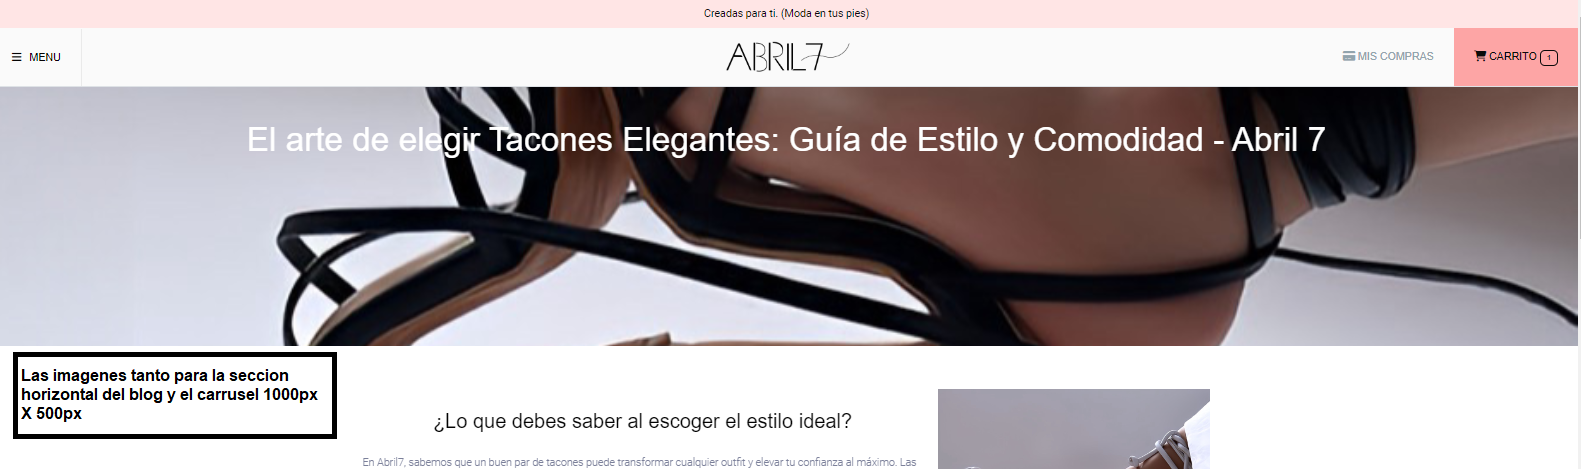 Creadas para ti. (Moda en tus pies)
MENU
ABRIL7
MIS COMPRAS
CARRITO 1
El arte de elegir Tacones Elegantes: Guía de Estilo y Comodidad - Abril 7
Las imagenes tanto para la seccion
horizontal del blog y el carrusel 1000px
X 500px
¿Lo que debes saber al escoger el estilo ideal?
En Abril7, sabemos que un buen par de tacones puede transformar cualquier outfit y elevar tu confianza al máximo. Las